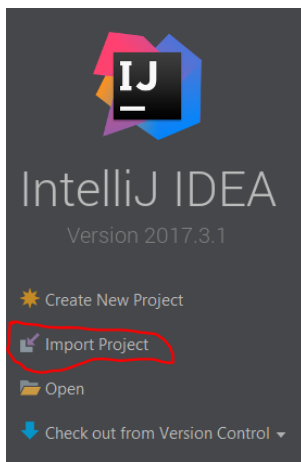 IJ
IntelliJ IDEA
Version 2017.3.1
Create New Project
Import Project
Open
Check out from Version Control